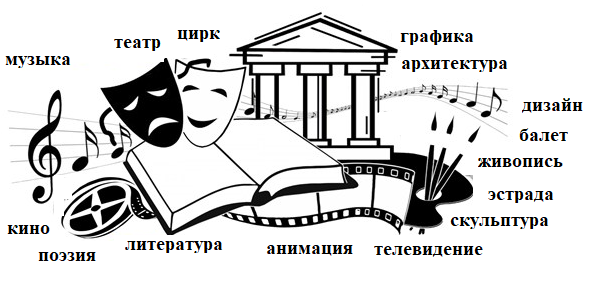 музыка
театр
цирк
графика
архитектура
дизайн
балет
живопись
эстрада
скульптура
кино
поэзия
литература
анимация
телевидение